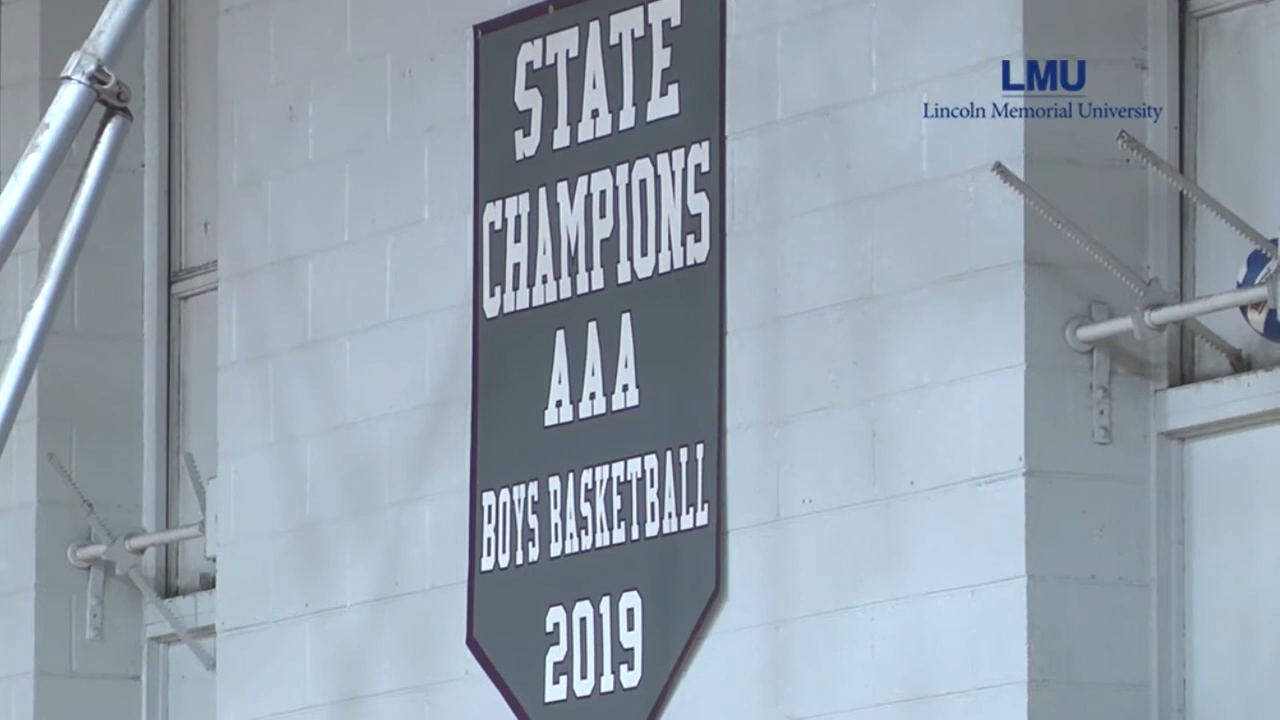 STATE
CHAMPIONS
AAA
BOYS BASKETBALL
2019
LMU
Lincoln Memorial University